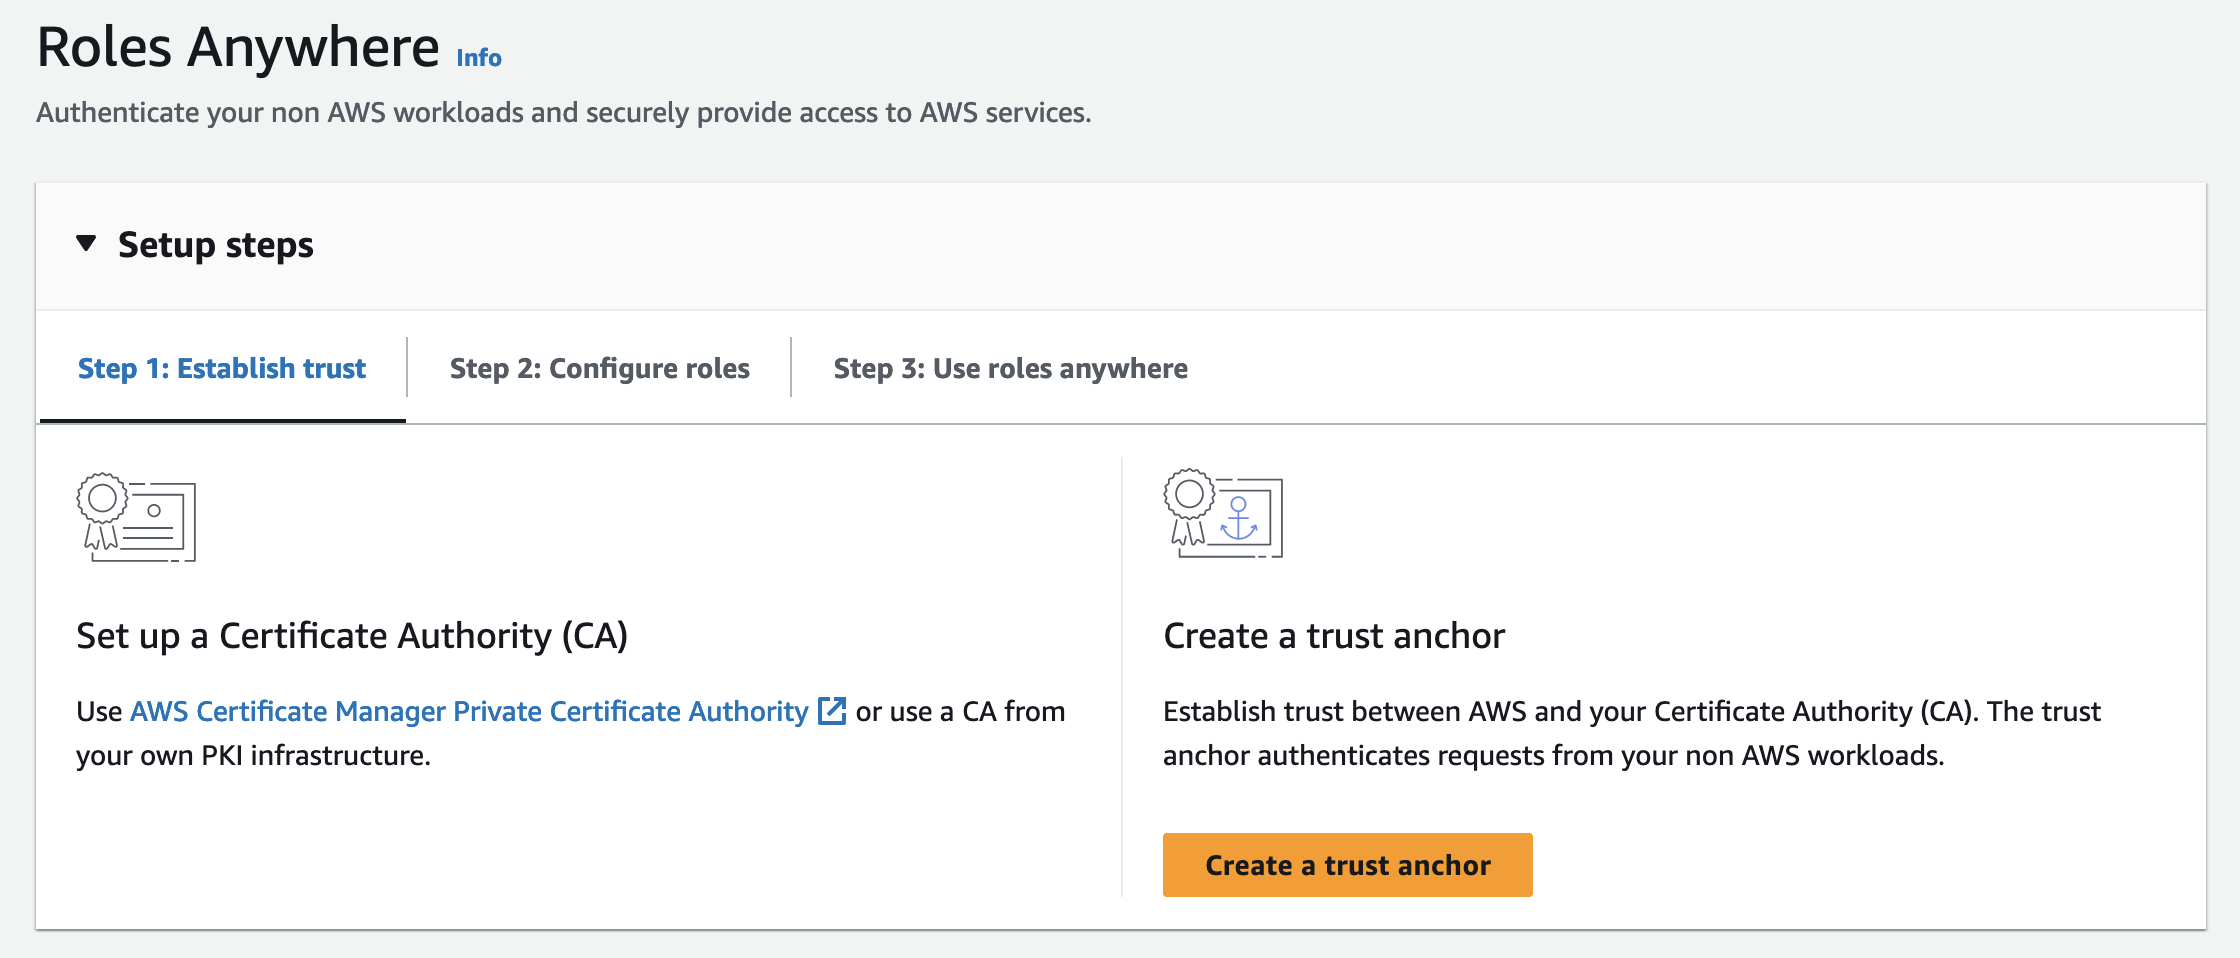 Roles Anywhere Info
Authenticate your non AWS workloads and securely provide access to AWS services.
Setup steps
Step 1: Establish trust
Step 2: Configure roles
Step 3: Use roles anywhere
Set up a Certificate Authority (CA)
Use AWS Certificate Manager Private Certificate Authority or use a CA from
your own PKI infrastructure.
Create a trust anchor
Establish trust between AWS and your Certificate Authority (CA). The trust
anchor authenticates requests from your non AWS workloads.
Create a trust anchor